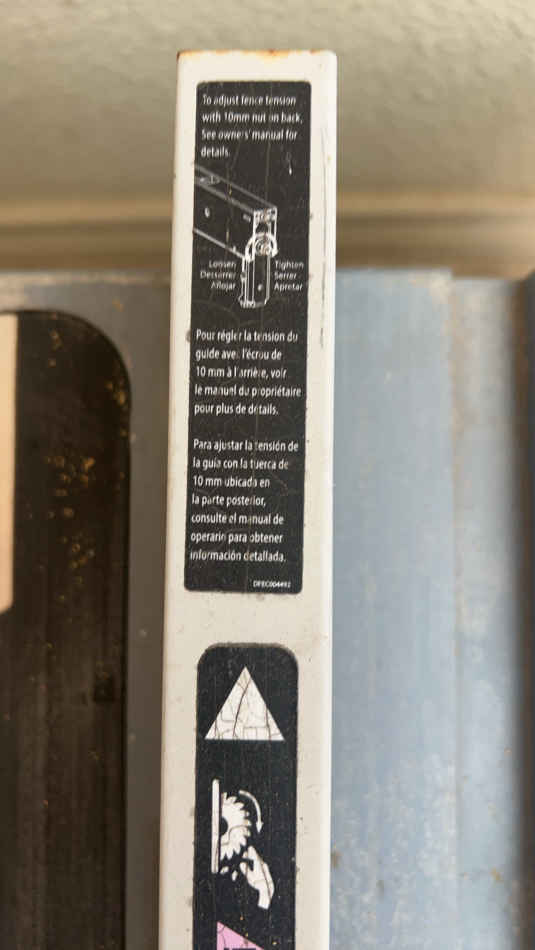 To adjust fence tension
with 10mm nut on back.
See owners' manual for
details.
Loosen
Desserrer
Aflojar
Tighten
Serrer
Apretar
Pour régler la tension du
guide avec l'écrou de
10 mm à l'arrière, voir
le manuel du propriétaire
pour plus de détails.
Para ajustar la tensión de
la guía con la tuerca de
10 mm ubicada en
la parte posterior,
consulte el manual de
operario para obtener
información detallada.
DPEC004492